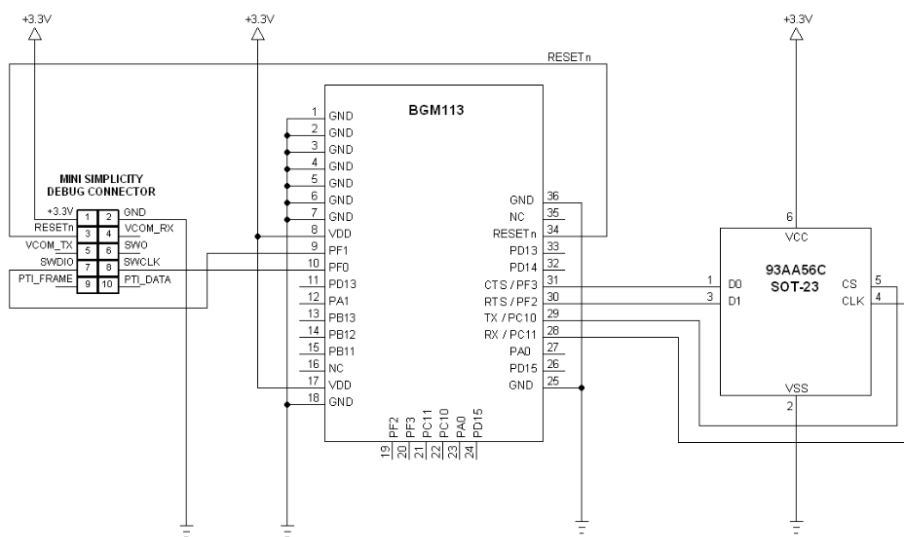 +3.3V
+3.3V
+3.3V
RESETn
MINI SIMPLICITY
DEBUG CONNECTOR
+3.3V 1 2 GND
RESETn 3 4 VCOM_RX
VCOM_TX 5 6 SWO
SWDIO 7 8 SWCLK
PTI_FRAME 9 10 PTI_DATA
BGM113
1 GND
2 GND
3 GND
4 GND
5 GND
6 GND
7 GND
8 VDD
9 PF1
10 PF0
11 PD13
12 PA1
13 PB13
14 PB12
15 PB11
16 NC
17 VDD
18 GND
19 PF2
20 PF3
21 PC11
22 PC10
23 PA0
24 PD15
GND 36
NC 35
RESETn 34
PD13 33
PD14 32
CTS / PF3 31
RTS / PF2 30
TX / PC10 29
RX / PC11 28
PA0 27
PD15 26
GND 25
6
VCC
93AA56C
SOT-23
1 D0
3 D1
CS 5
CLK 4
VSS
2